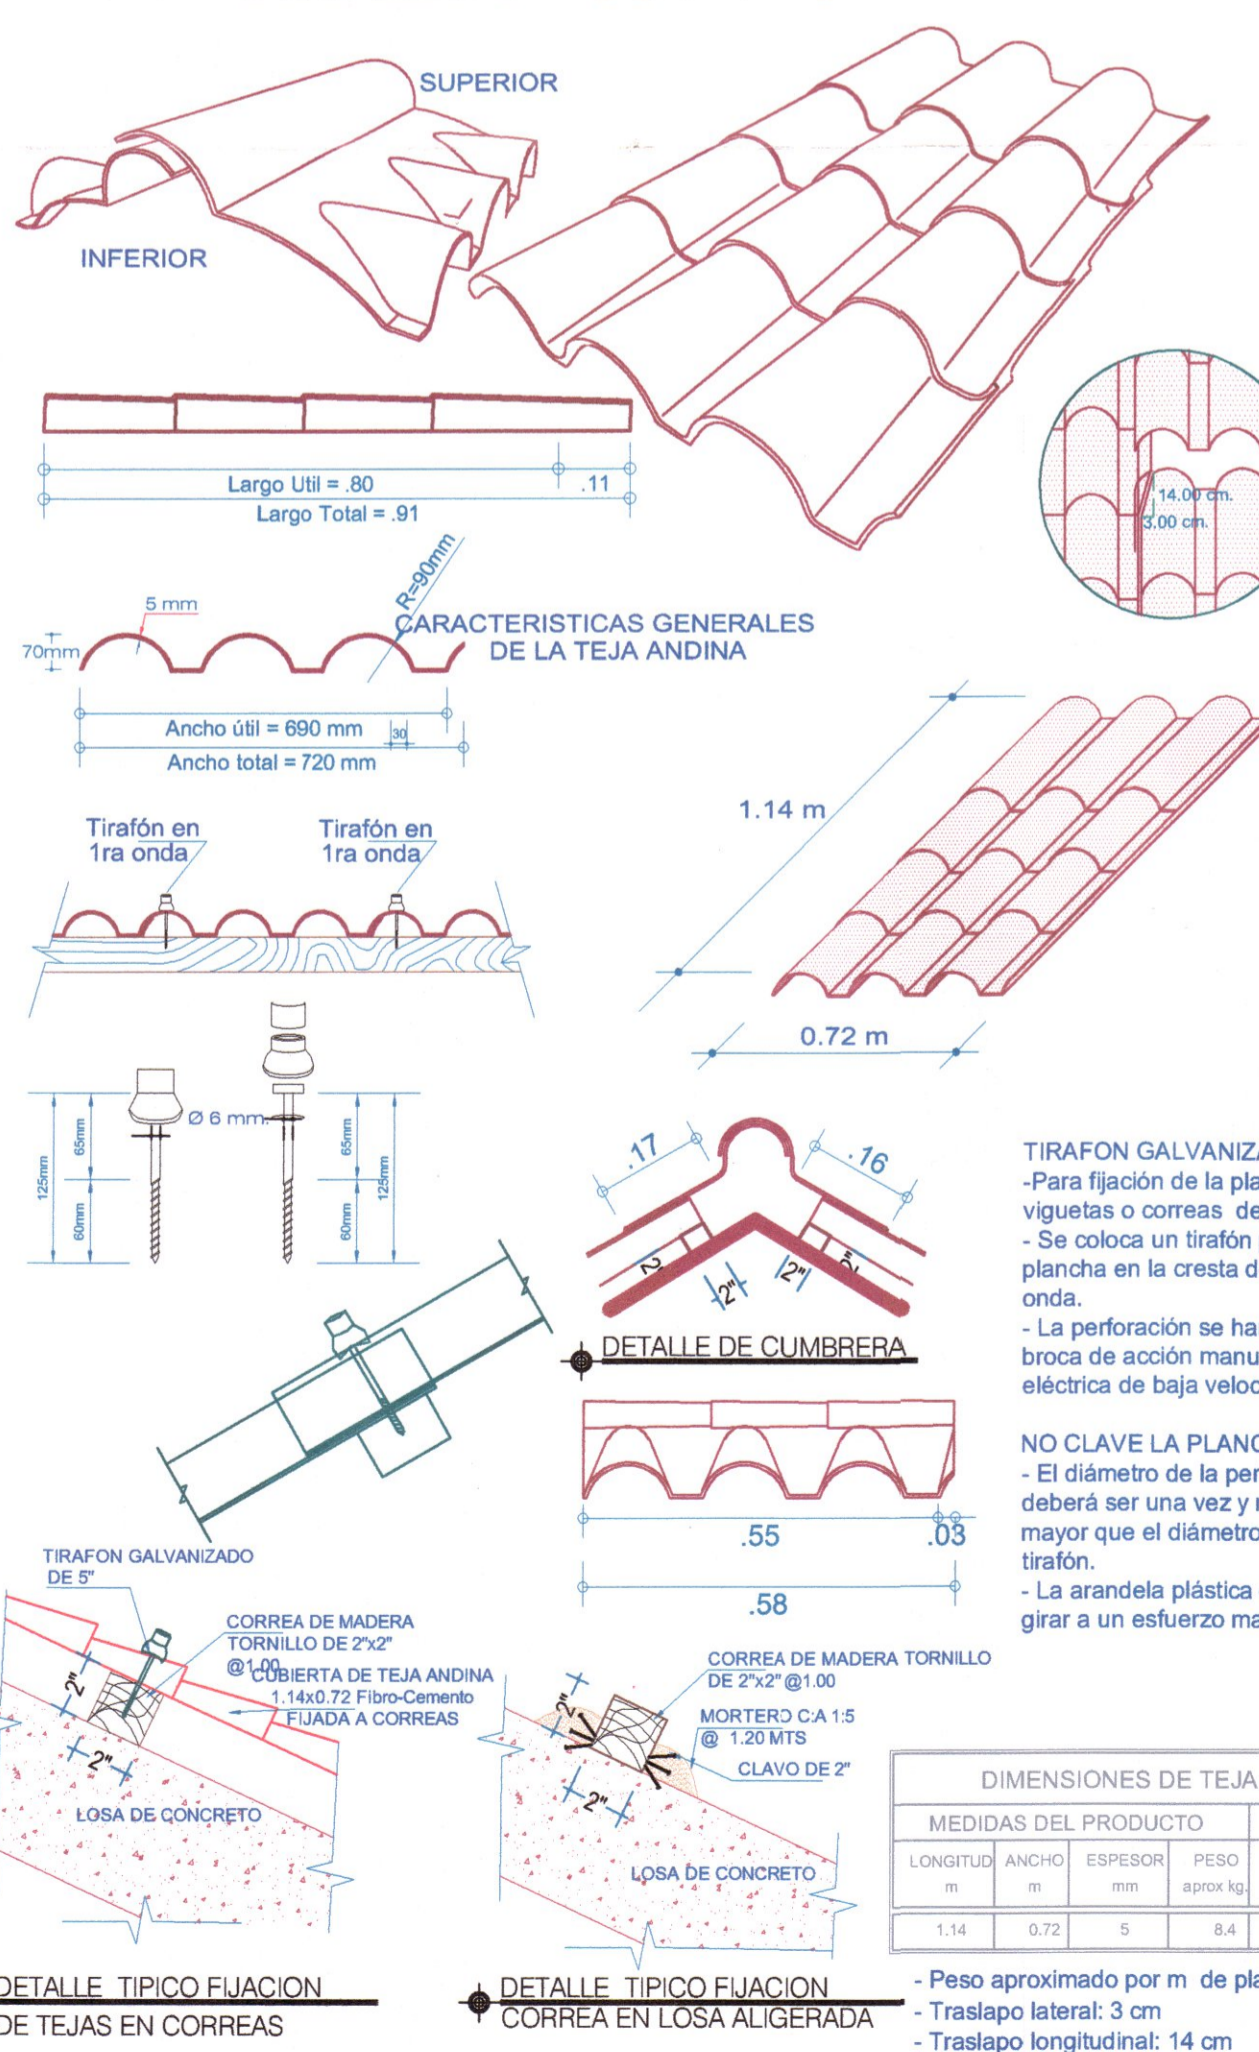 SUPERIOR
INFERIOR
Largo Util = .80
.11
Largo Total = .91
14.00 cm.
3.00 cm.
R=90mm
5 mm
70mm
CARACTERISTICAS GENERALES
DE LA TEJA ANDINA
Ancho útil = 690 mm
30
Ancho total = 720 mm
1.14 m
0.72 m
Tirafón en
1ra onda
Tirafón en
1ra onda
Ø 6 mm.
125mm
65mm
60mm
65mm
60mm
125mm
.17
.16
2"
2"
2"
2"
DETALLE DE CUMBRERA
.55
.03
.58
TIRAFON GALVANIZA
-Para fijación de la pla
viguetas o correas de
- Se coloca un tirafón
plancha en la cresta d
onda.
- La perforación se ha
broca de acción manu
eléctrica de baja veloc
NO CLAVE LA PLANC
- El diámetro de la per
deberá ser una vez y
mayor que el diámetro
tirafón.
- La arandela plástica
girar a un esfuerzo ma
TIRAFON GALVANIZADO
DE 5"
CORREA DE MADERA
TORNILLO DE 2"x2"
@1.00
CUBIERTA DE TEJA ANDINA
1.14x0.72 Fibro-Cemento
FIJADA A CORREAS
2"
2"
LOSA DE CONCRETO
DETALLE TIPICO FIJACION
DE TEJAS EN CORREAS
CORREA DE MADERA TORNILLO
DE 2"x2" @1.00
MORTERO C:A 1:5
@ 1.20 MTS
CLAVO DE 2"
2"
2"
LOSA DE CONCRETO
DETALLE TIPICO FIJACION
CORREA EN LOSA ALIGERADA
DIMENSIONES DE TEJA
MEDIDAS DEL PRODUCTO
LONGITUD m ANCHO m ESPESOR mm PESO aprox kg.
1.14 0.72 5 8.4
- Peso aproximado por m de pla
- Traslapo lateral: 3 cm
- Traslapo longitudinal: 14 cm